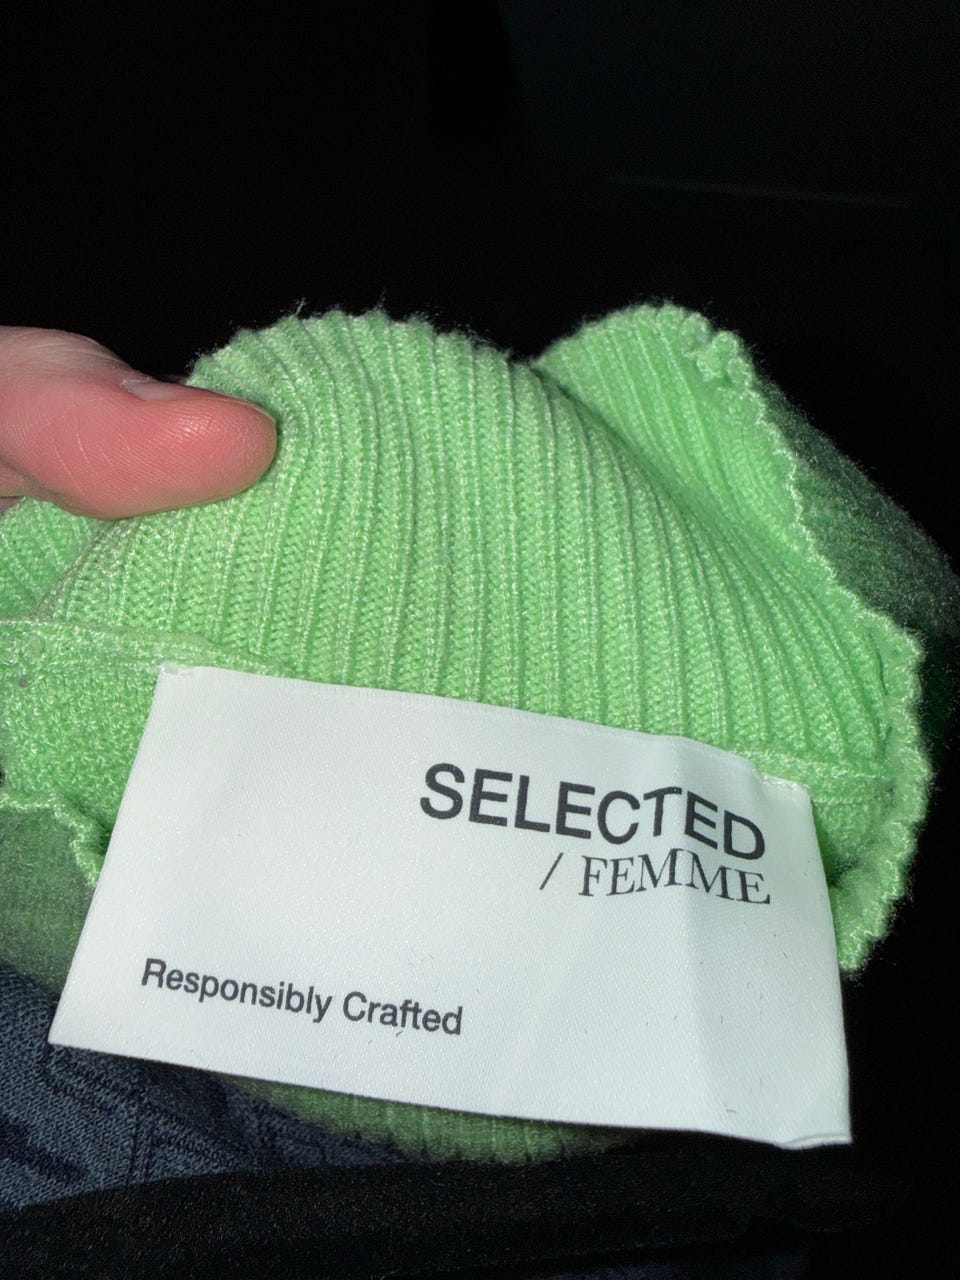 SELECTED
/ FEMME
Responsibly Crafted